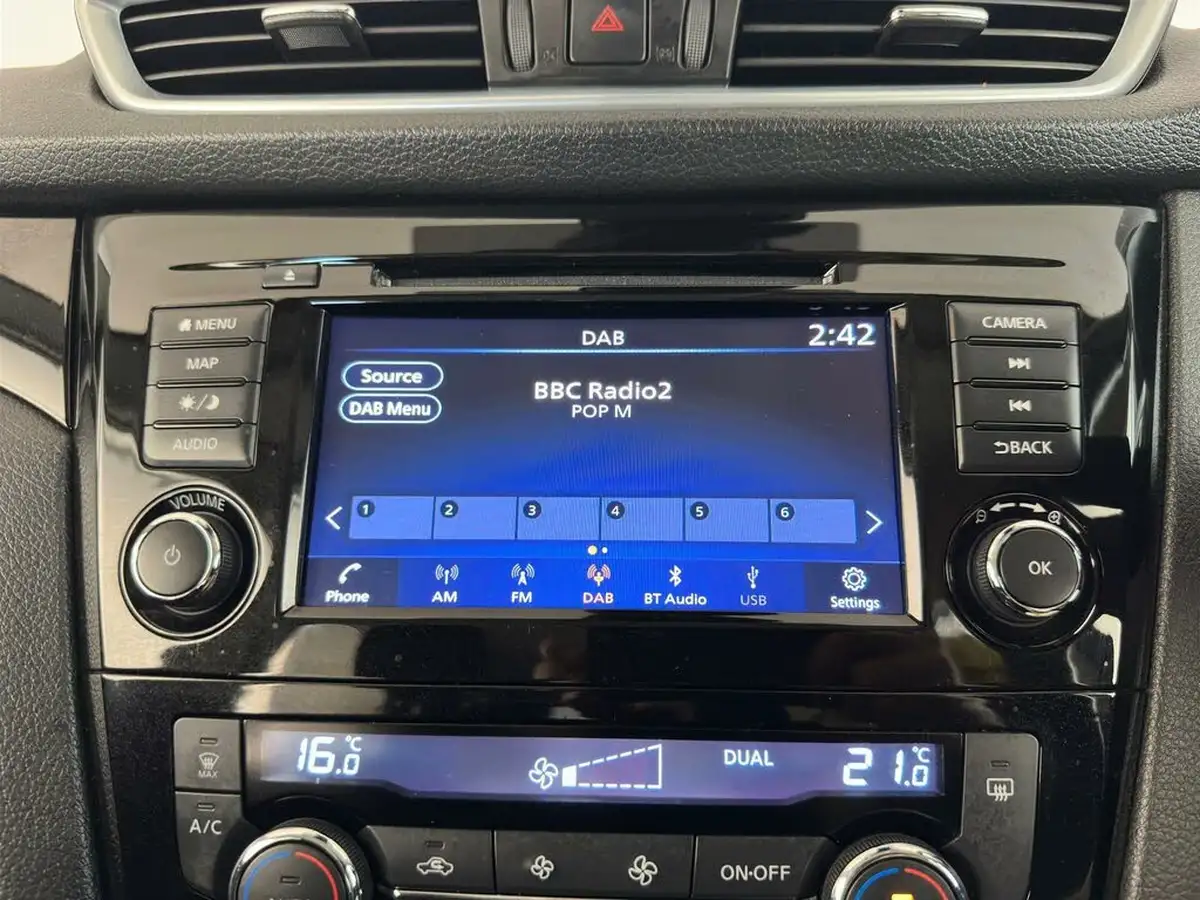 MENU
MAP
AUDIO
VOLUME
DAB
2:42
Source
DAB Menu
BBC Radio2
POP M
1 2 3 4 5 6
Phone
AM
FM
DAB
BT Audio
USB
Settings
CAMERA
BACK
OK
MAX
A/C
16.0°C
DUAL
21.0°C
ON·OFF